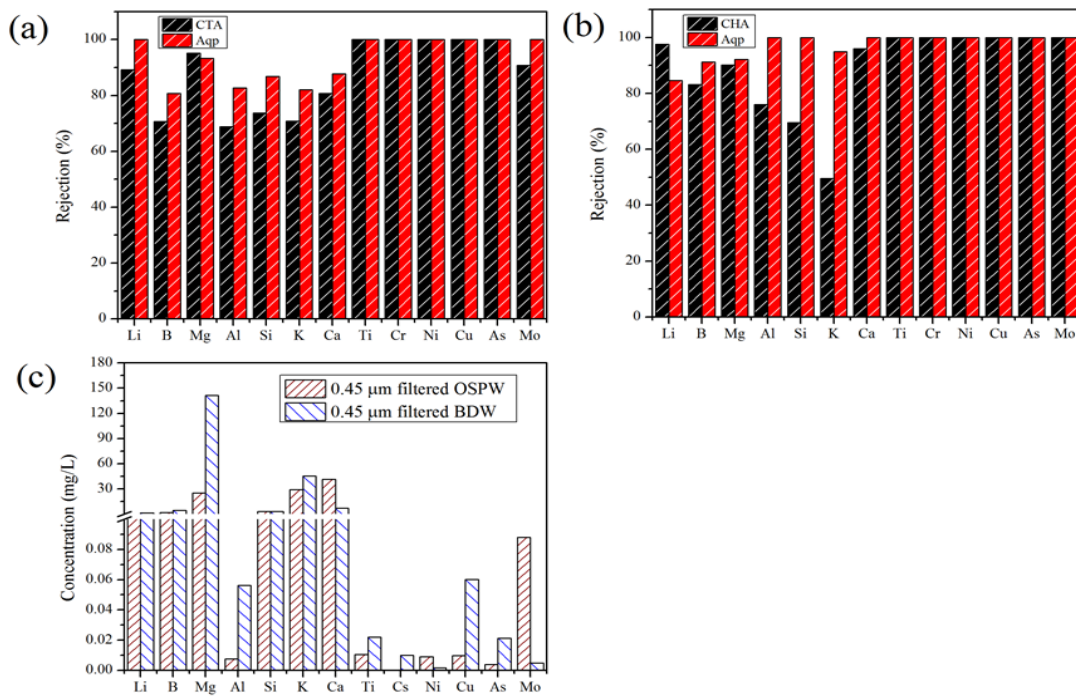 (a)
CTA
Aqp
Rejection (%)
100
80
60
40
20
0
Li B Mg Al Si K Ca Ti Cr Ni Cu As Mo
(b)
CHA
Aqp
Rejection (%)
100
80
60
40
20
0
Li B Mg Al Si K Ca Ti Cr Ni Cu As Mo
(c)
0.45 μm filtered OSPW
0.45 μm filtered BDW
Concentration (mg/L)
180
150
120
90
60
30
0.08
0.06
0.04
0.02
0.00
Li B Mg Al Si K Ca Ti Cs Ni Cu As Mo